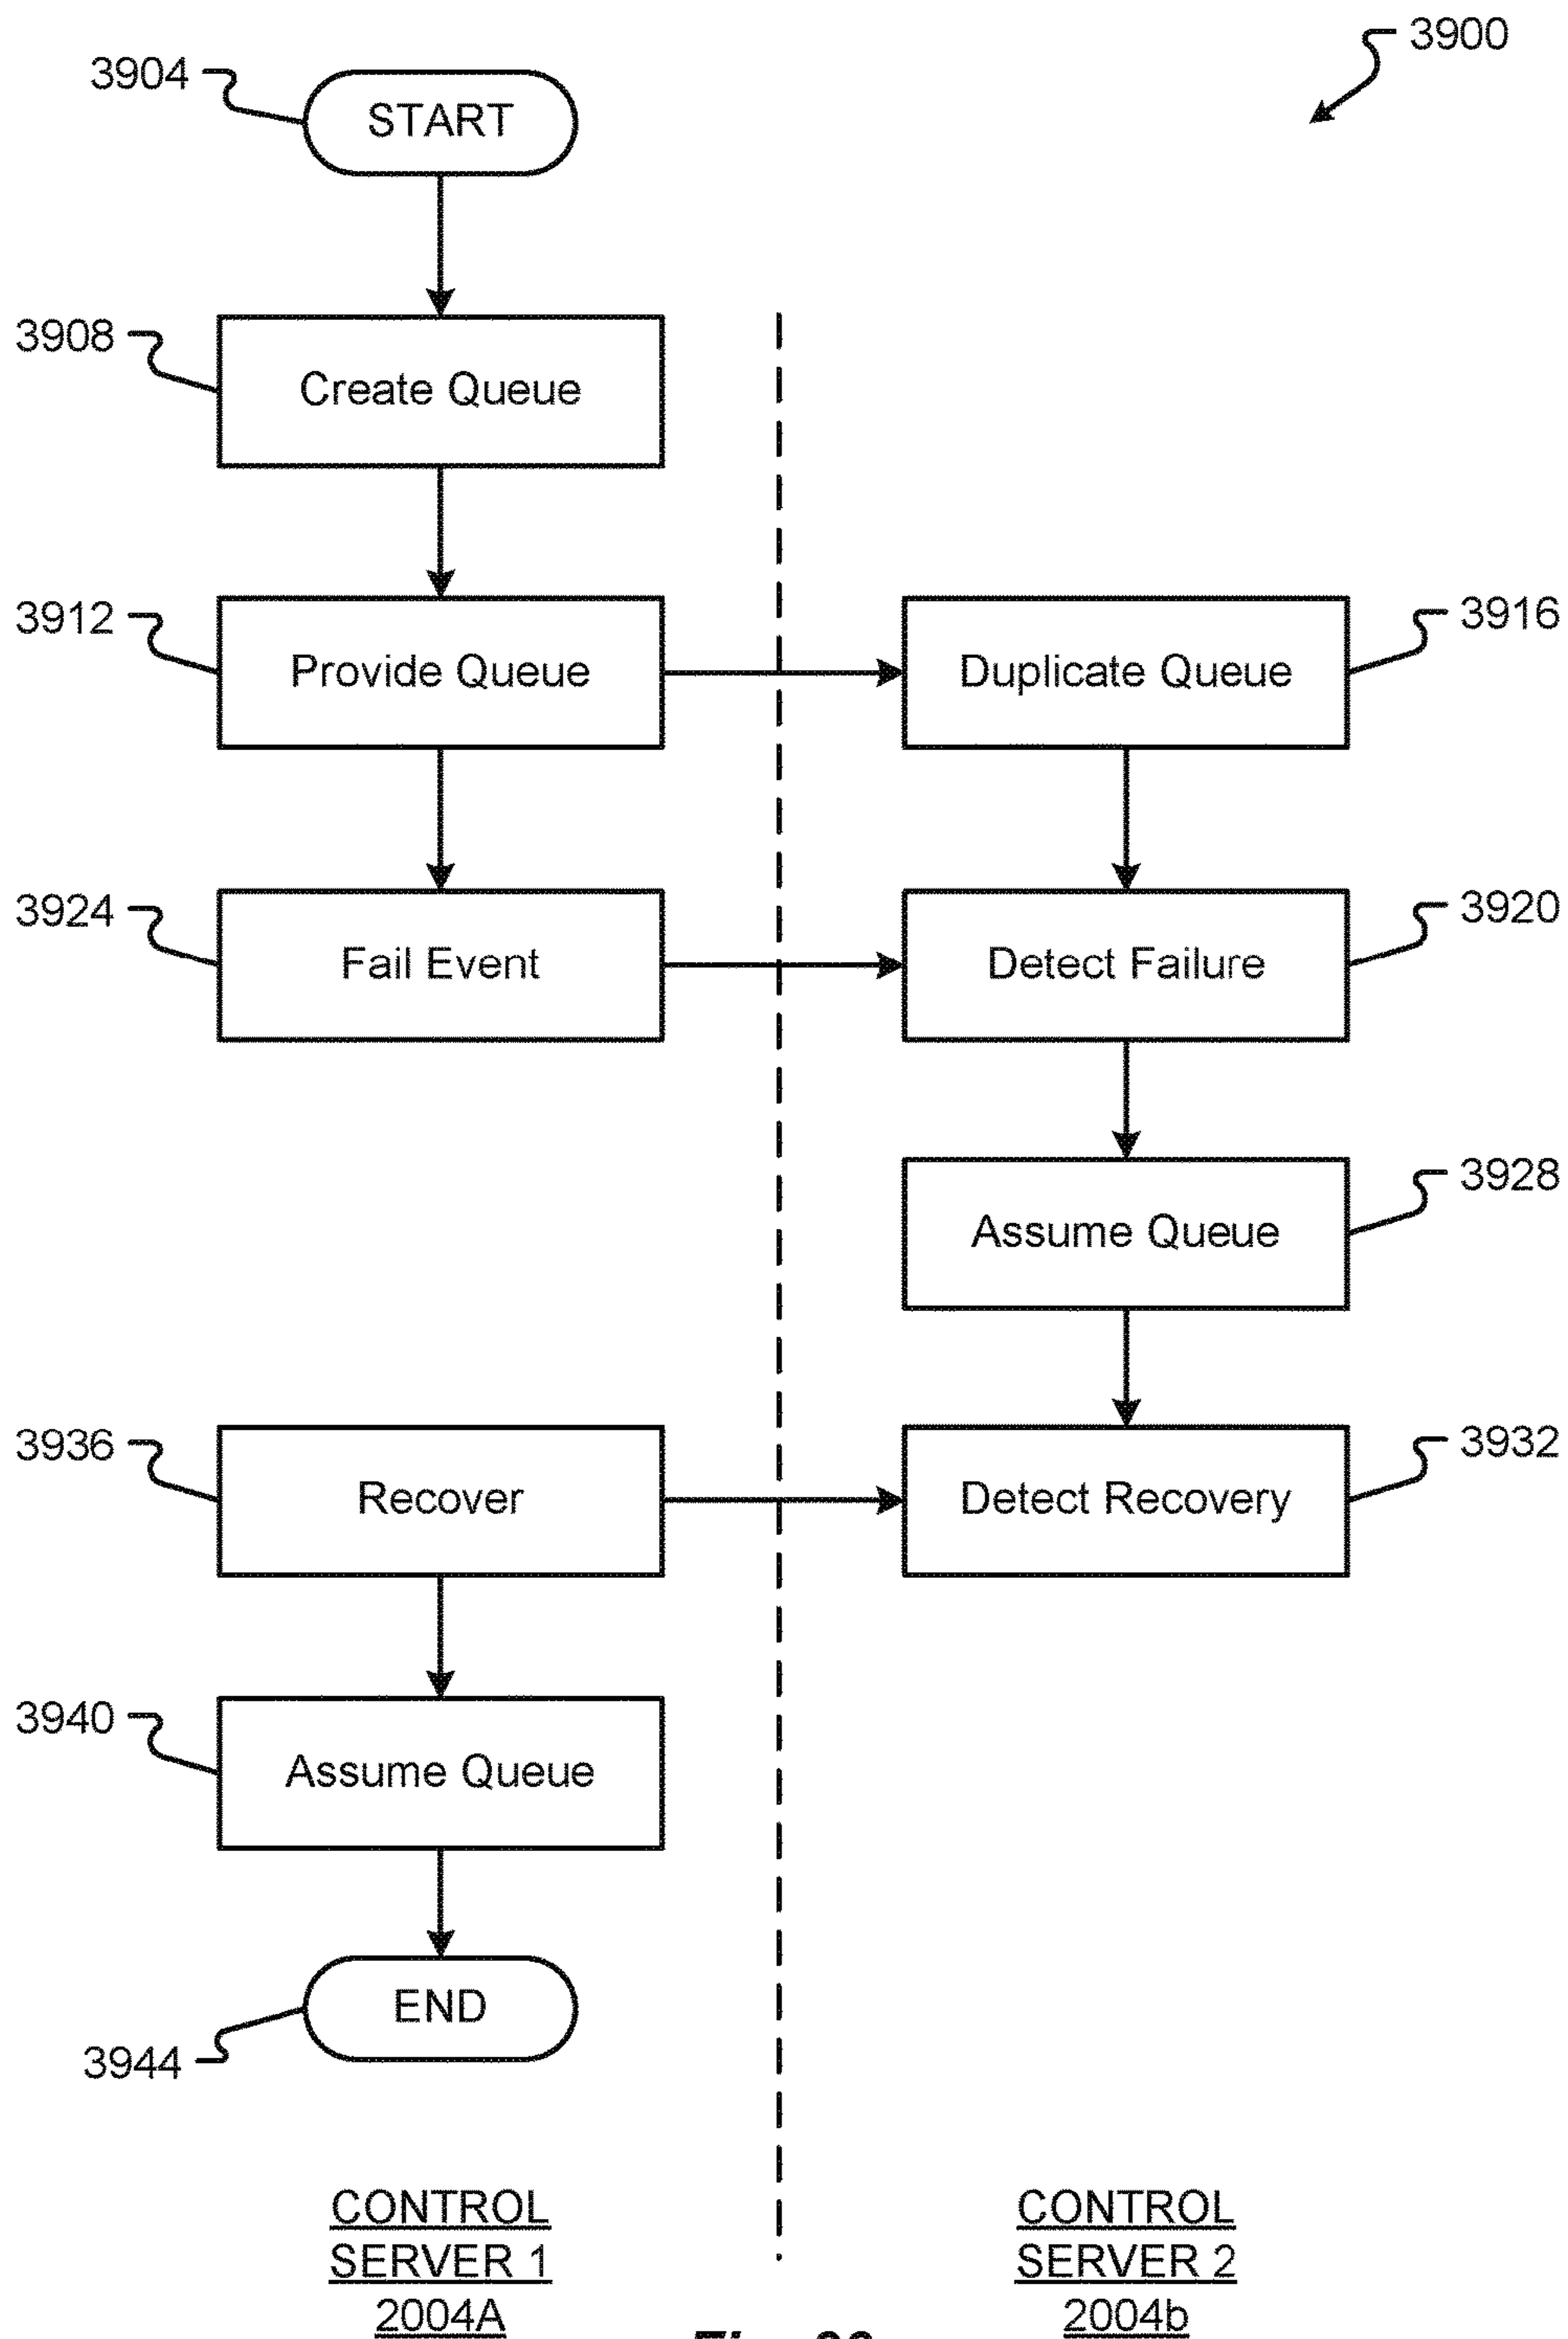 3900
3904
START
3908
Create Queue
3912
Provide Queue
Duplicate Queue
3916
3924
Fail Event
Detect Failure
3920
Assume Queue
3928
3936
Recover
Detect Recovery
3932
3940
Assume Queue
END
3944
CONTROL
SERVER 1
2004A
CONTROL
SERVER 2
2004b